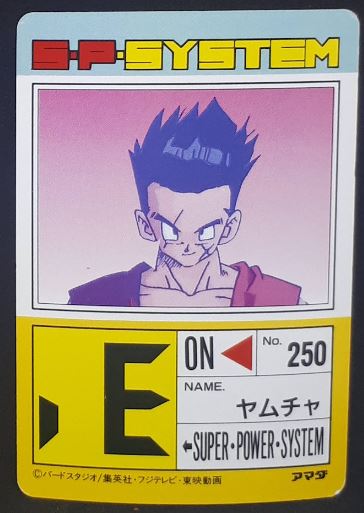 S·P·SYSTEM
E
ON
No. 250
NAME.
ヤムチャ
←SUPER・POWER・SYSTEM
©バードスタジオ/集英社・フジテレビ・東映動画
アマダ